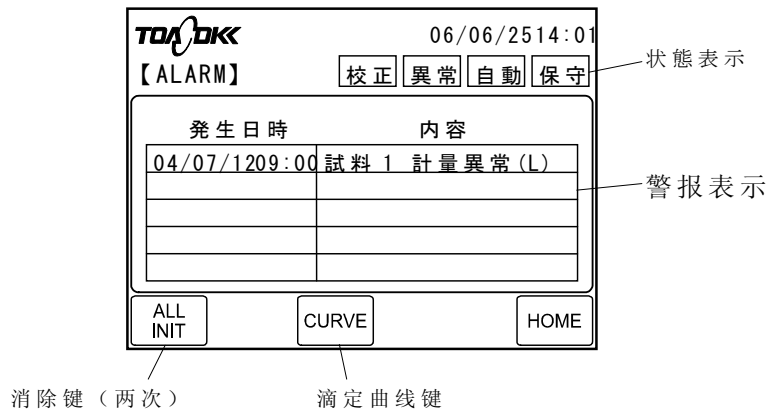 TOADKK 06/06/2514:01
【ALARM】 校正 異常 自動 保守
状態表示
発生日時 内容
04/07/1209:00 試料 1 計量異常(L)
警报表示
ALL INIT CURVE HOME
消除键（两次） 滴定曲线键